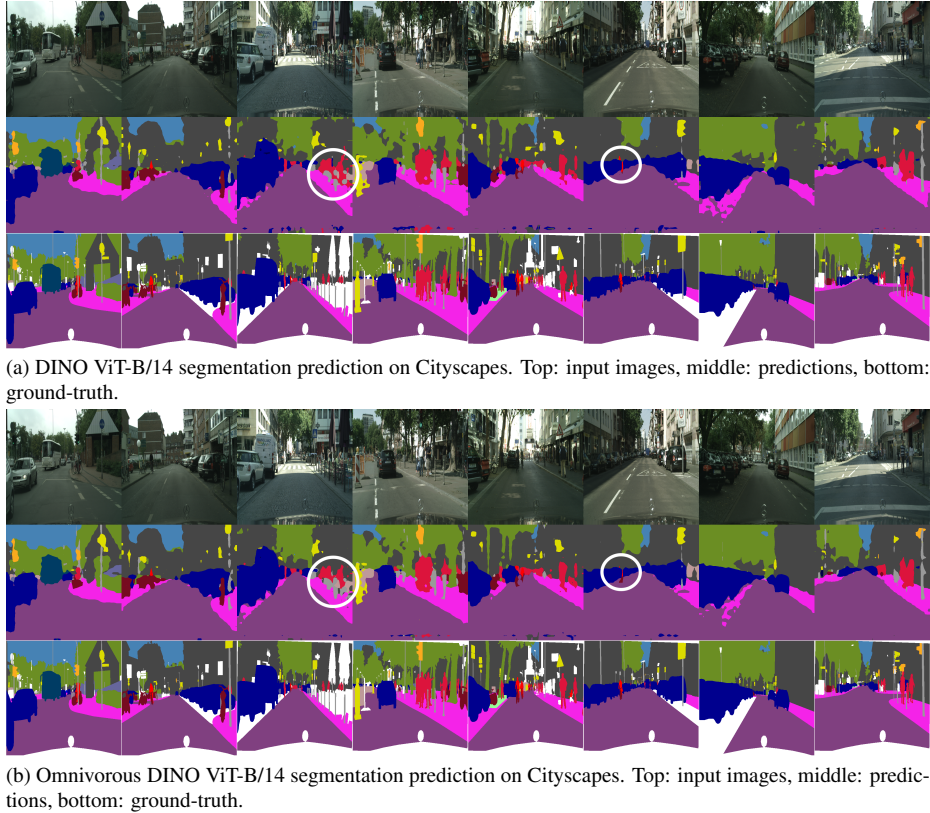 (a) DINO ViT-B/14 segmentation prediction on Cityscapes. Top: input images, middle: predictions, bottom:
ground-truth.
(b) Omnivorous DINO ViT-B/14 segmentation prediction on Cityscapes. Top: input images, middle: predic-
tions, bottom: ground-truth.